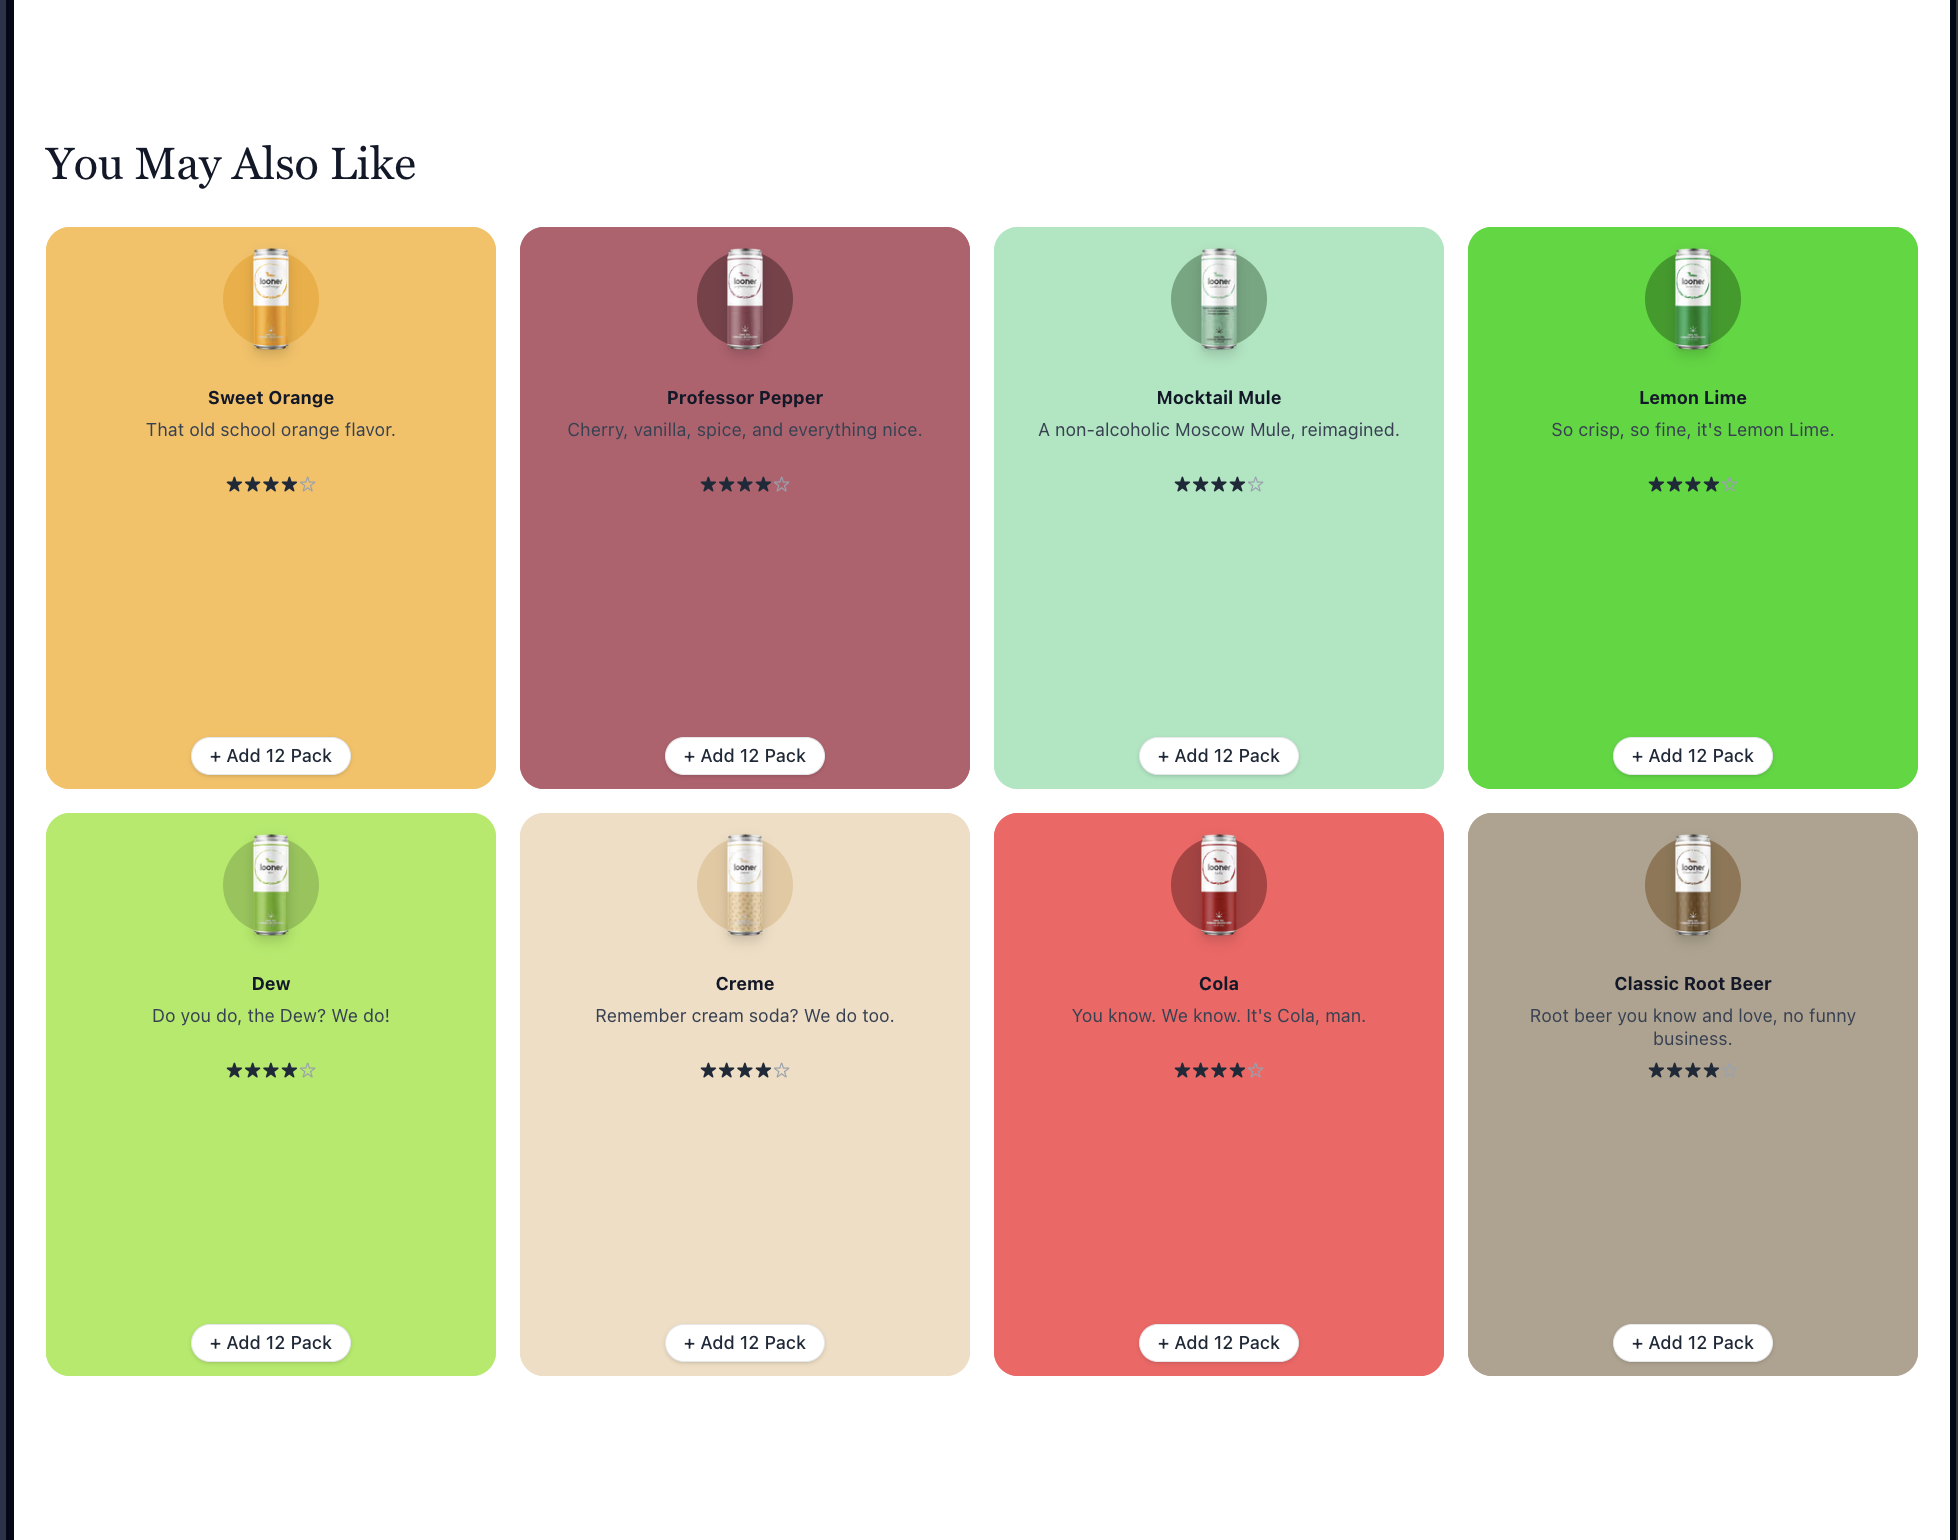 You May Also Like
looner
looner
looner
looner
Sweet Orange
Professor Pepper
Mocktail Mule
Lemon Lime
That old school orange flavor.
Cherry, vanilla, spice, and everything nice.
A non-alcoholic Moscow Mule, reimagined.
So crisp, so fine, it's Lemon Lime.
+ Add 12 Pack
+ Add 12 Pack
+ Add 12 Pack
+ Add 12 Pack
looner
looner
looner
looner
Dew
Creme
Cola
Classic Root Beer
Do you do, the Dew? We do!
Remember cream soda? We do too.
You know. We know. It's Cola, man.
Root beer you know and love, no funny
business.
+ Add 12 Pack
+ Add 12 Pack
+ Add 12 Pack
+ Add 12 Pack